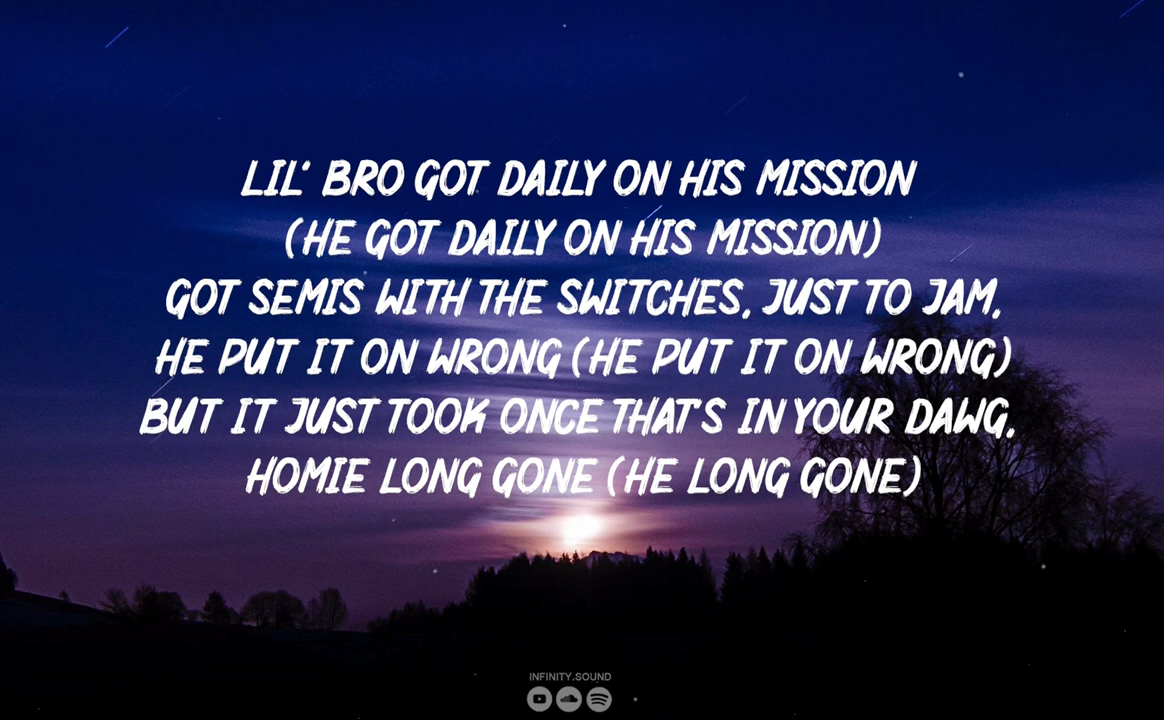 LIL' BRO GOT DAILY ON HIS MISSION
(HE GOT DAILY ON HIS MISSION)
GOT SEMIS WITH THE SWITCHES, JUST TO JAM,
HE PUT IT ON WRONG (HE PUT IT ON WRONG)
BUT IT JUST TOOK ONCE THAT'S IN YOUR DAWG,
HOMIE LONG GONE (HE LONG GONE)
INFINITY.SOUND